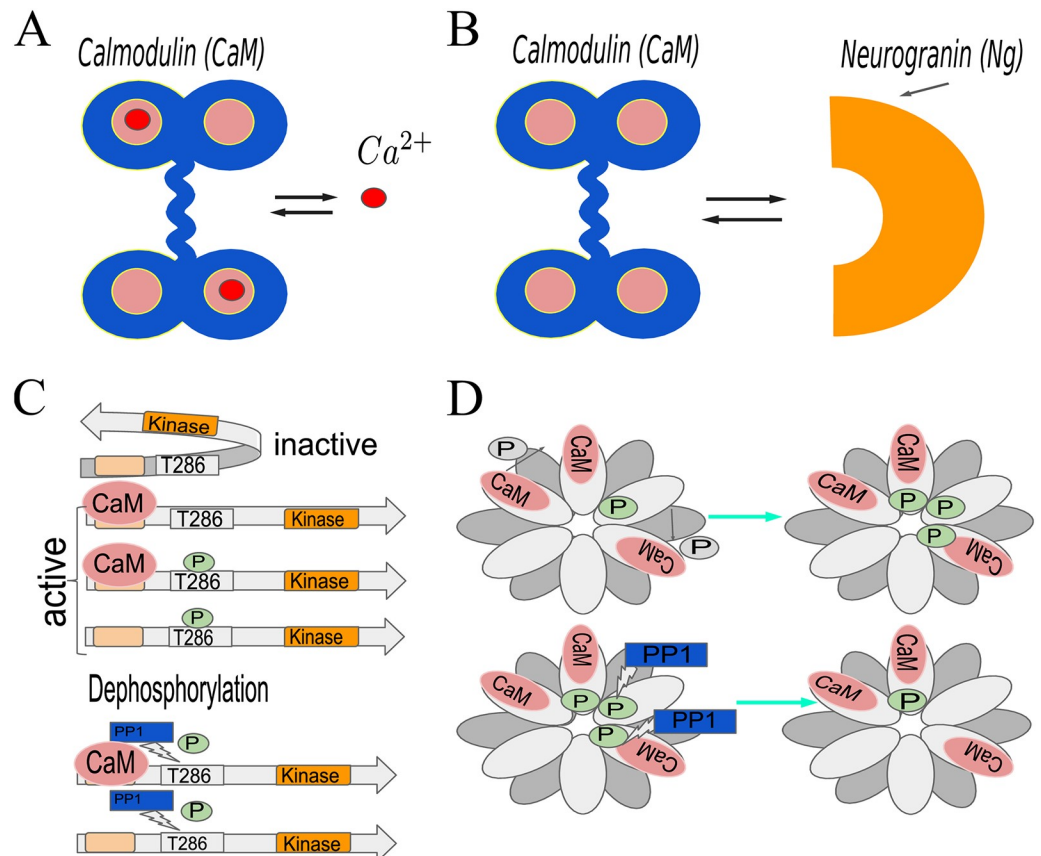 A
Calmodulin (CaM)
Ca2+
B
Calmodulin (CaM)
Neurogranin (Ng)
C
Kinase
inactive
T286
active
CaM
T286
Kinase
CaM
P
T286
Kinase
P
T286
Kinase
Dephosphorylation
PP1
P
CaM
T286
Kinase
PP1
P
T286
Kinase
D
P
CaM
CaM
P
CaM
P
CaM
CaM
P
P
P
CaM
CaM
PP1
CaM
P
P
PP1
P
CaM
CaM
CaM
P
CaM